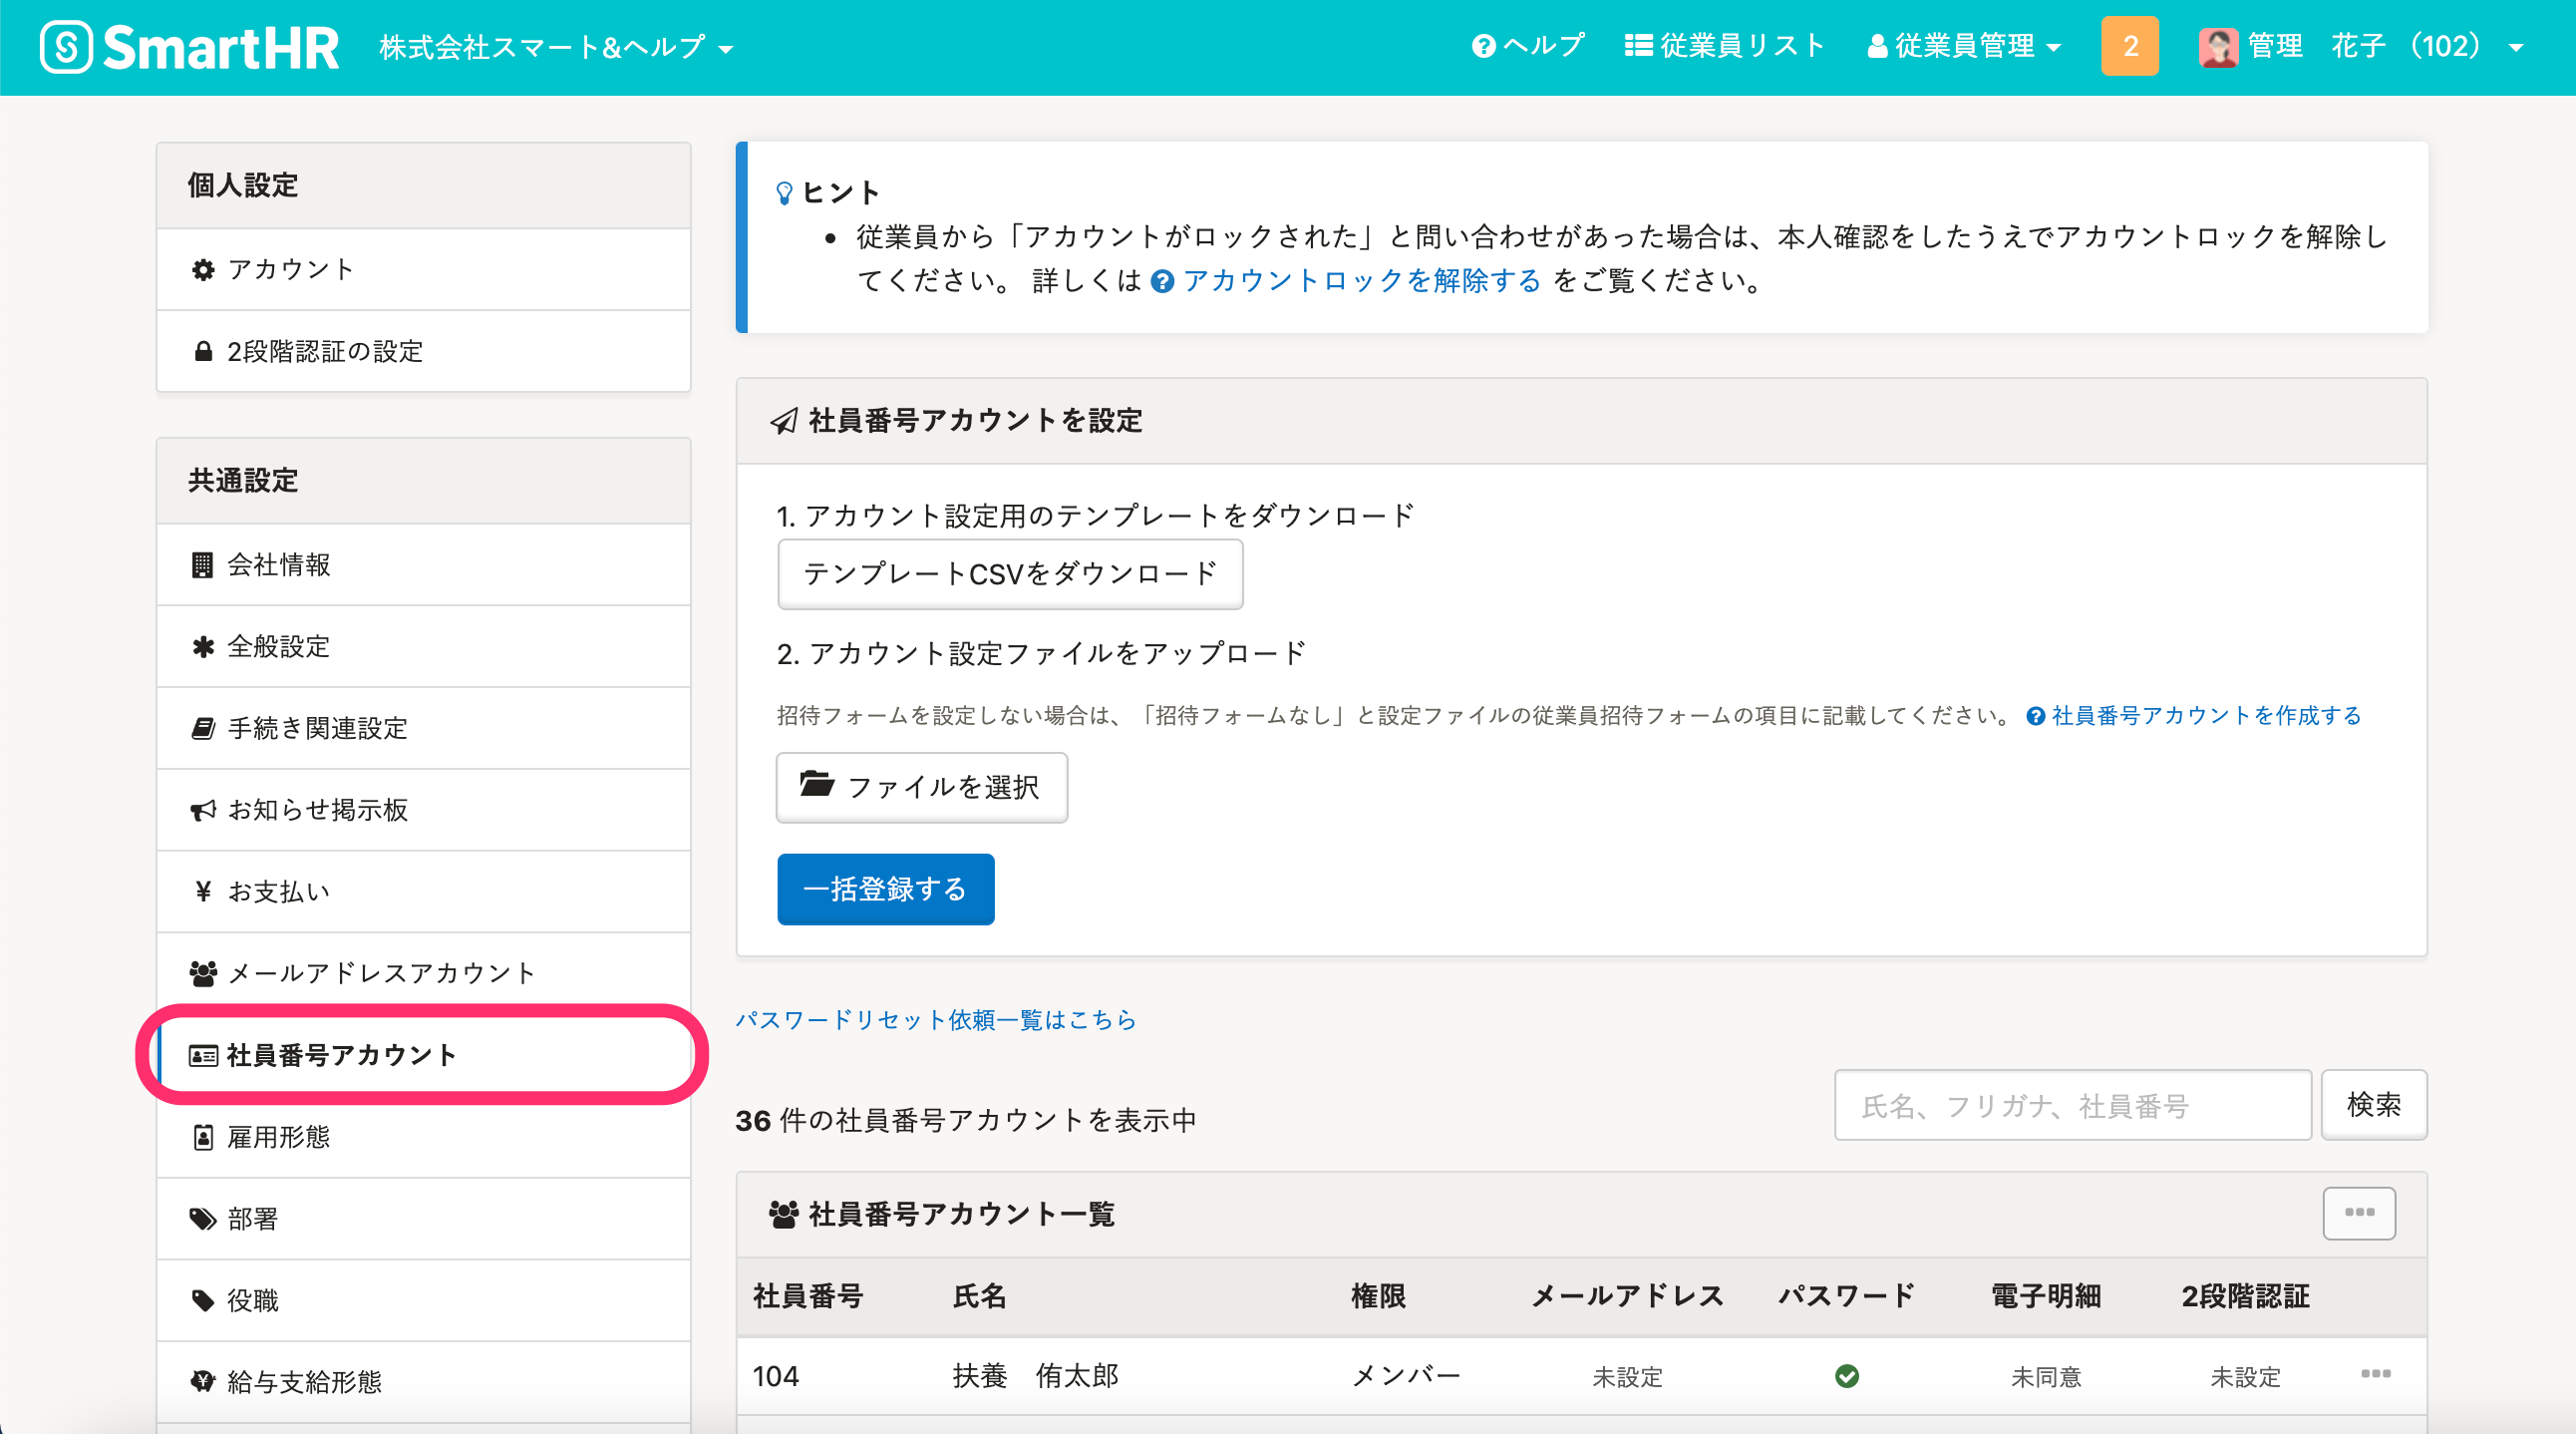 SmartHR 株式会社スマート&ヘルプ ヘルプ 従業員リスト 従業員管理 2 管理 花子 (102)
個人設定
アカウント
2段階認証の設定
共通設定
会社情報
全般設定
手続き関連設定
お知らせ掲示板
¥ お支払い
メールアドレスアカウント
社員番号アカウント
雇用形態
部署
役職
給与支給形態
ヒント
• 従業員から「アカウントがロックされた」と問い合わせがあった場合は、本人確認をしたうえでアカウントロックを解除し
てください。 詳しくは アカウントロックを解除する をご覧ください。
社員番号アカウントを設定
1. アカウント設定用のテンプレートをダウンロード
テンプレートCSVをダウンロード
2. アカウント設定ファイルをアップロード
招待フォームを設定しない場合は、「招待フォームなし」と設定ファイルの従業員招待フォームの項目に記載してください。 社員番号アカウントを作成する
ファイルを選択
一括登録する
パスワードリセット依頼一覧はこちら
36 件の社員番号アカウントを表示中
氏名、フリガナ、社員番号 検索
社員番号アカウント一覧
社員番号 氏名 権限 メールアドレス パスワード 電子明細 2段階認証
104 扶養 侑太郎 メンバー 未設定 未同意 未設定